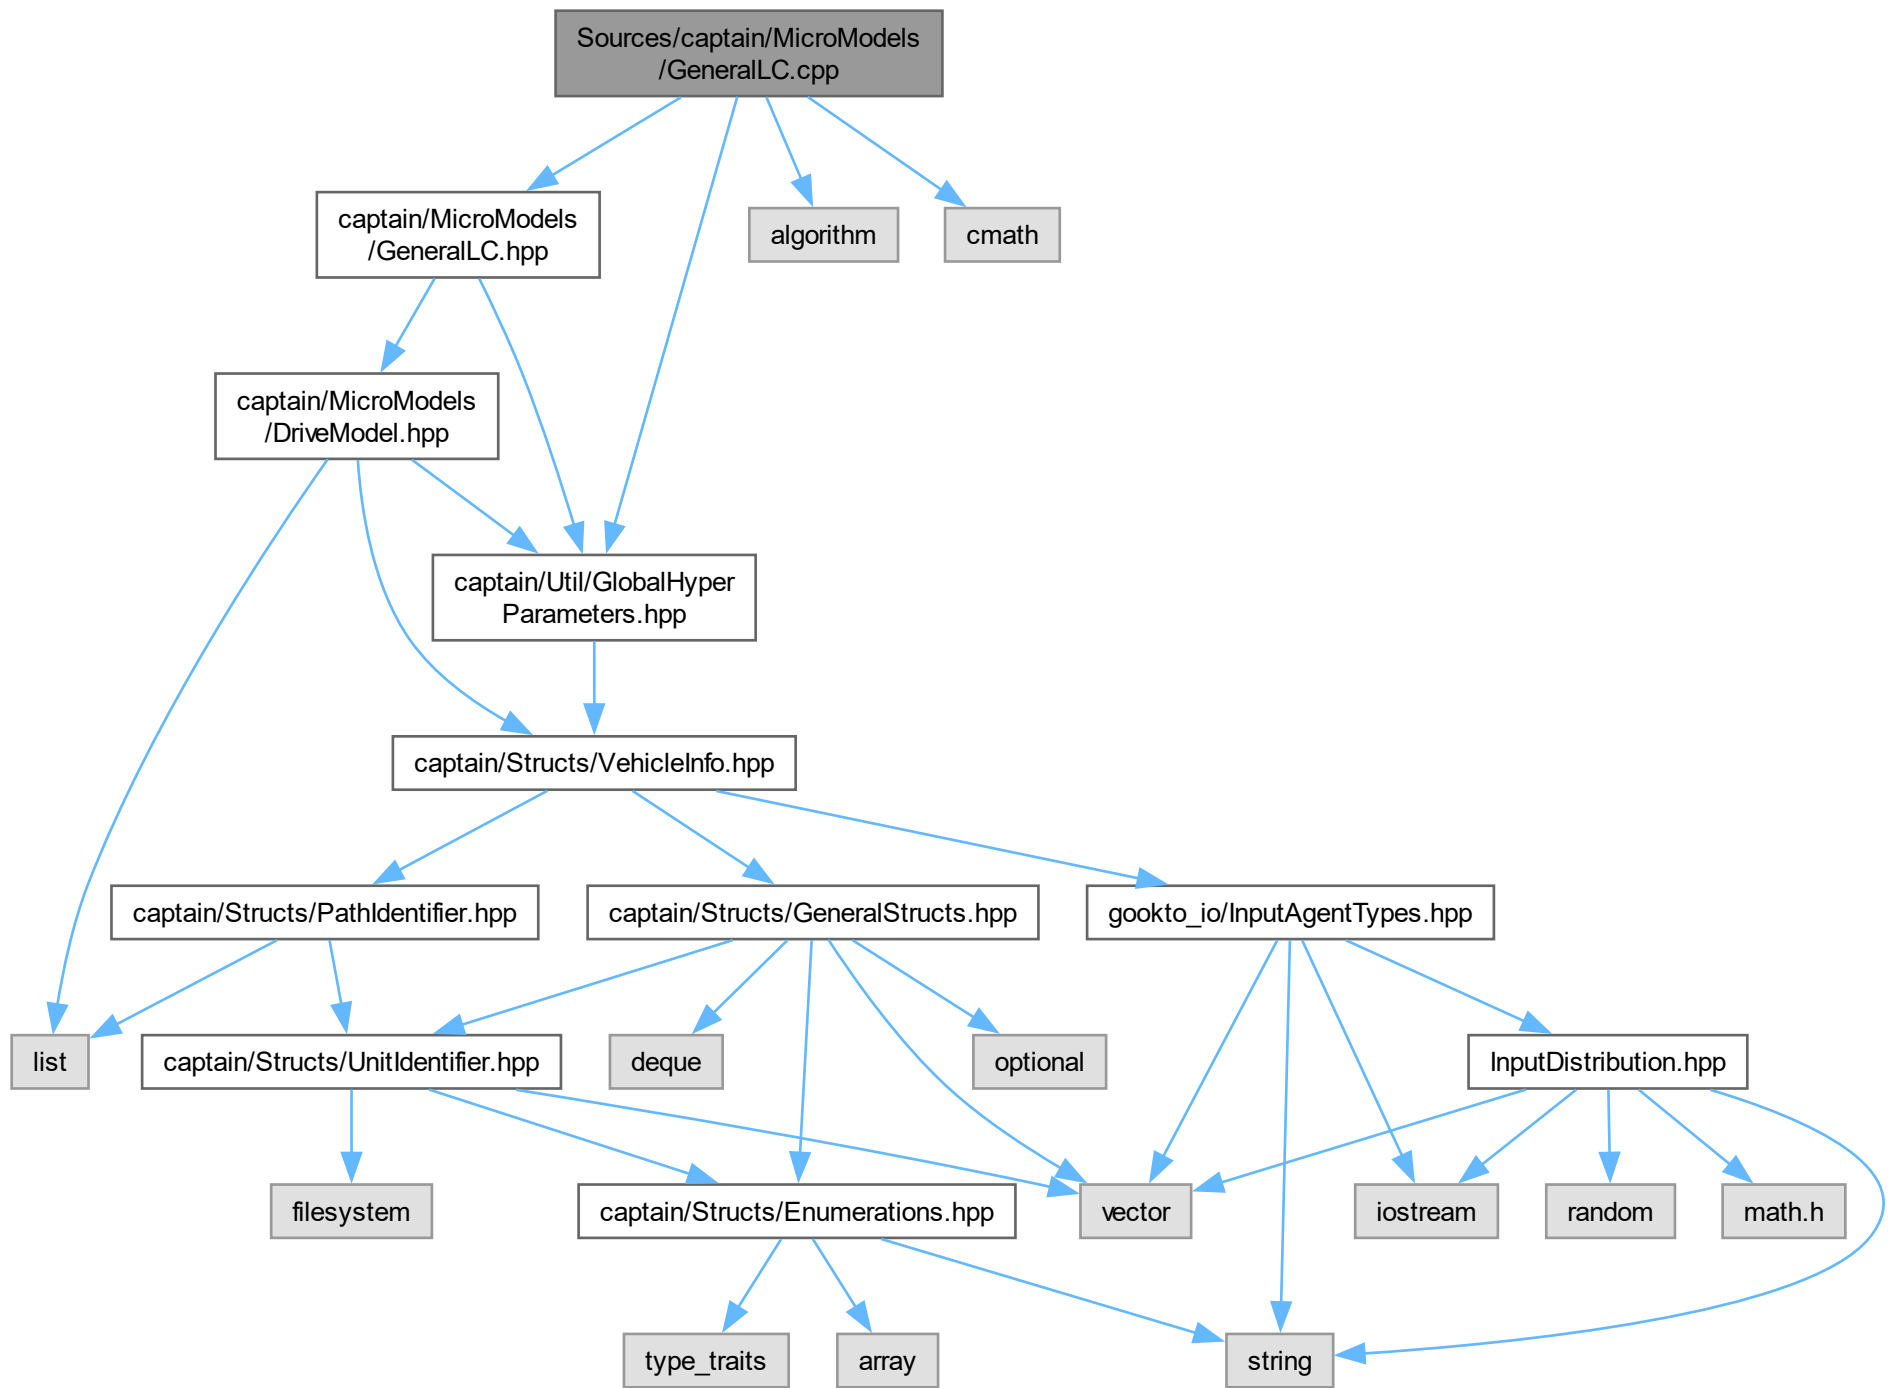 Sources/captain/MicroModels
/GeneralLC.cpp
captain/MicroModels
/GeneralLC.hpp
algorithm
cmath
captain/MicroModels
/DriveModel.hpp
captain/Util/GlobalHyper
Parameters.hpp
captain/Structs/VehicleInfo.hpp
captain/Structs/PathIdentifier.hpp
captain/Structs/GeneralStructs.hpp
gookto_io/InputAgentTypes.hpp
list
captain/Structs/UnitIdentifier.hpp
deque
optional
InputDistribution.hpp
filesystem
captain/Structs/Enumerations.hpp
vector
iostream
random
math.h
type_traits
array
string